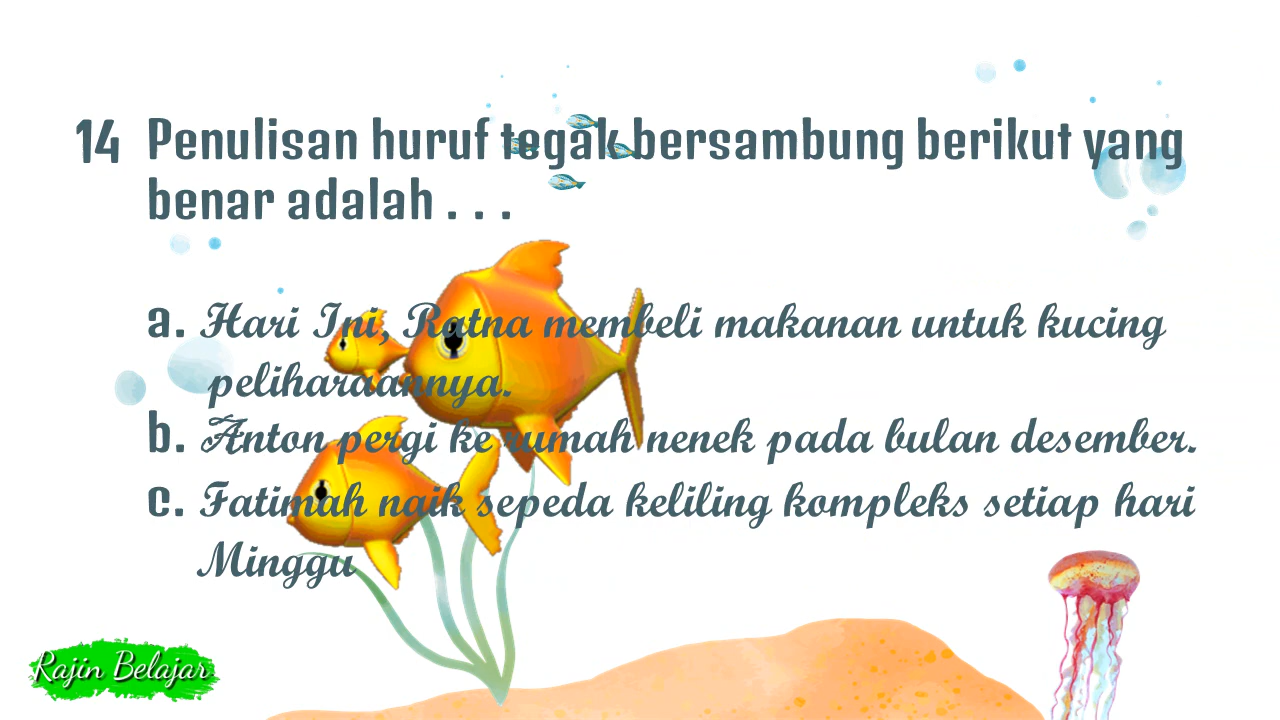 14 Penulisan huruf tegak bersambung berikut yang
benar adalah . . .
a. Hari Ini, Ratna membeli makanan untuk kucing
peliharaannya.
b. Anton pergi ke rumah nenek pada bulan desember.
c. Fatimah naik sepeda keliling kompleks setiap hari
Minggu
Rajin Belajar